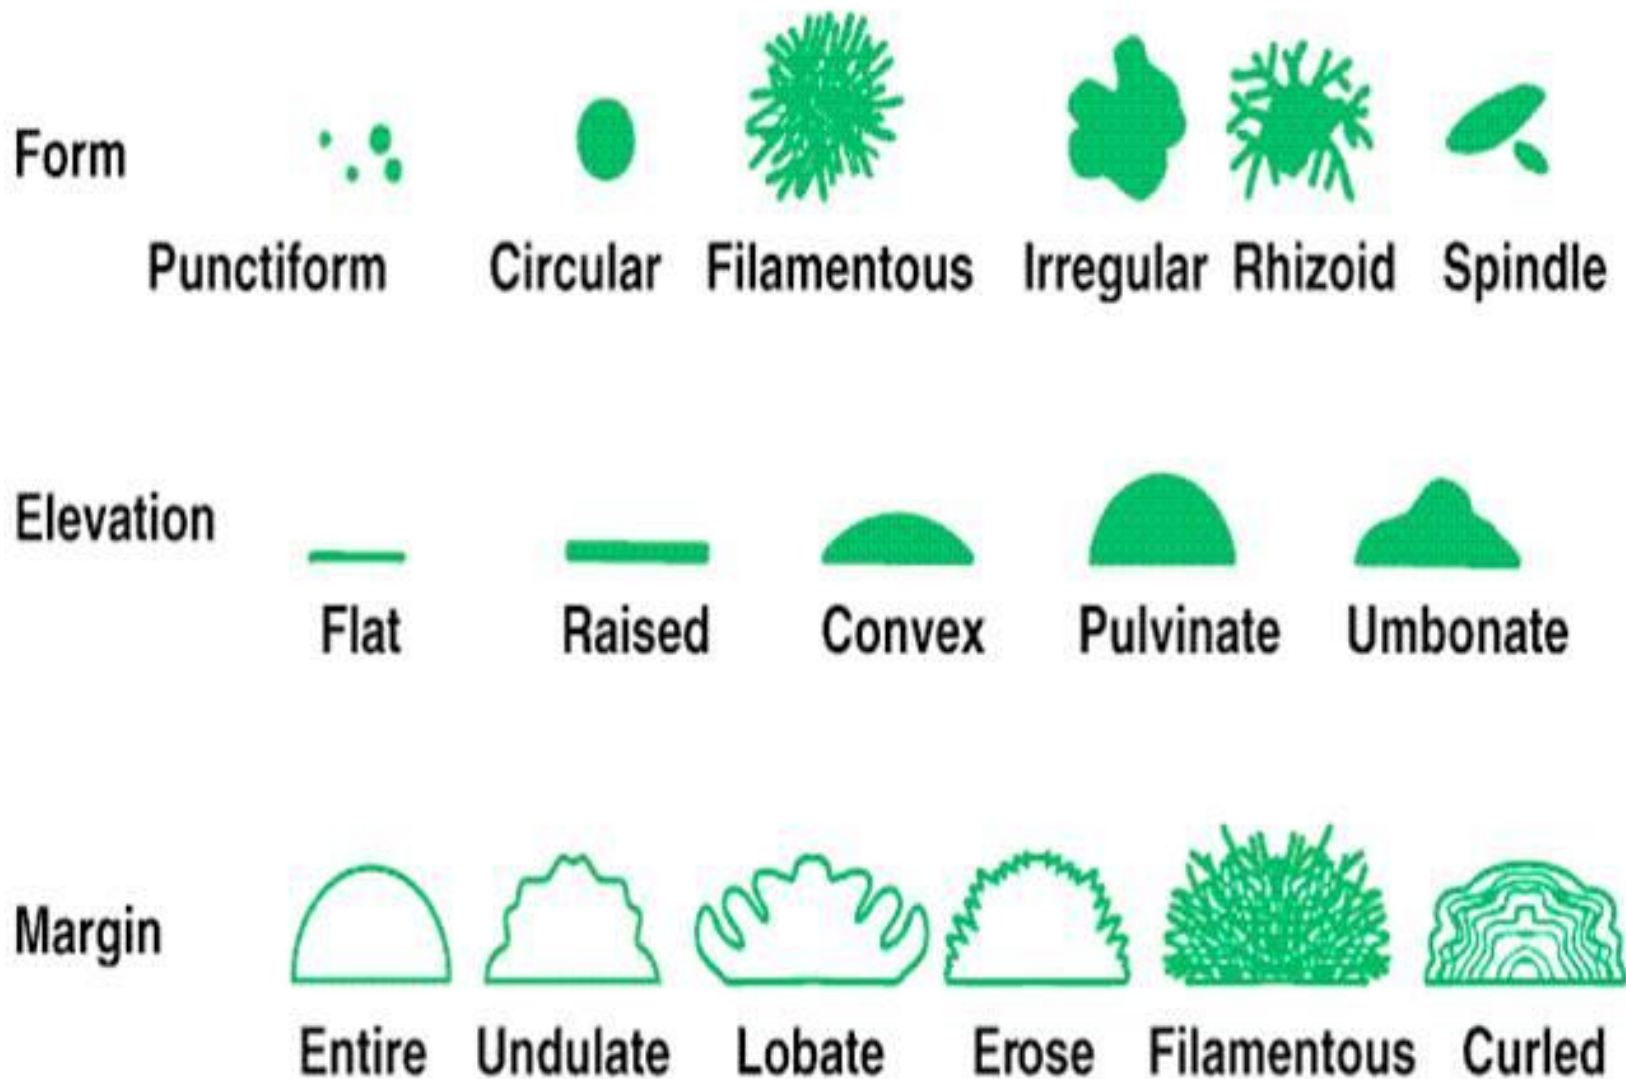 Form
Punctiform Circular Filamentous Irregular Rhizoid Spindle
Elevation
Flat Raised Convex Pulvinate Umbonate
Margin
Entire Undulate Lobate Erose Filamentous Curled